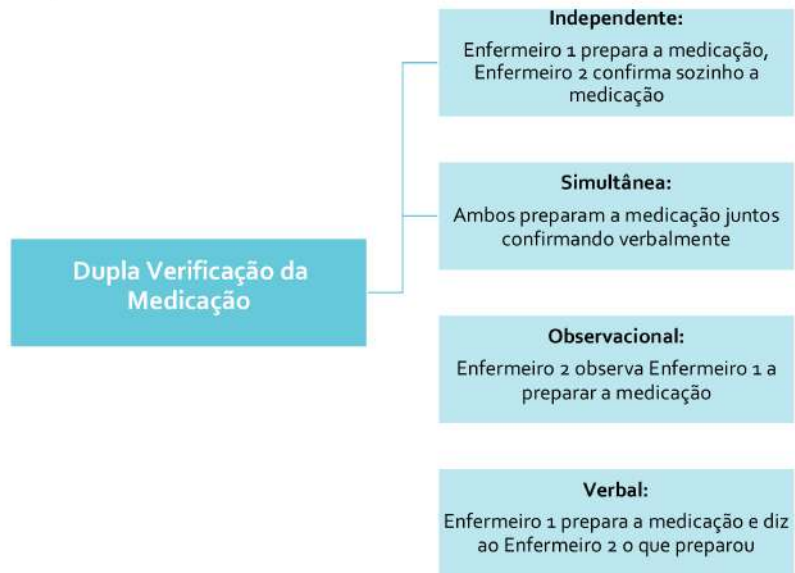 Dupla Verificação da
Medicação
Independente:
Enfermeiro 1 prepara a medicação,
Enfermeiro 2 confirma sozinho a
medicação
Simultânea:
Ambos preparam a medicação juntos
confirmando verbalmente
Observacional:
Enfermeiro 2 observa Enfermeiro 1 a
preparar a medicação
Verbal:
Enfermeiro 1 prepara a medicação e diz
ao Enfermeiro 2 o que preparou